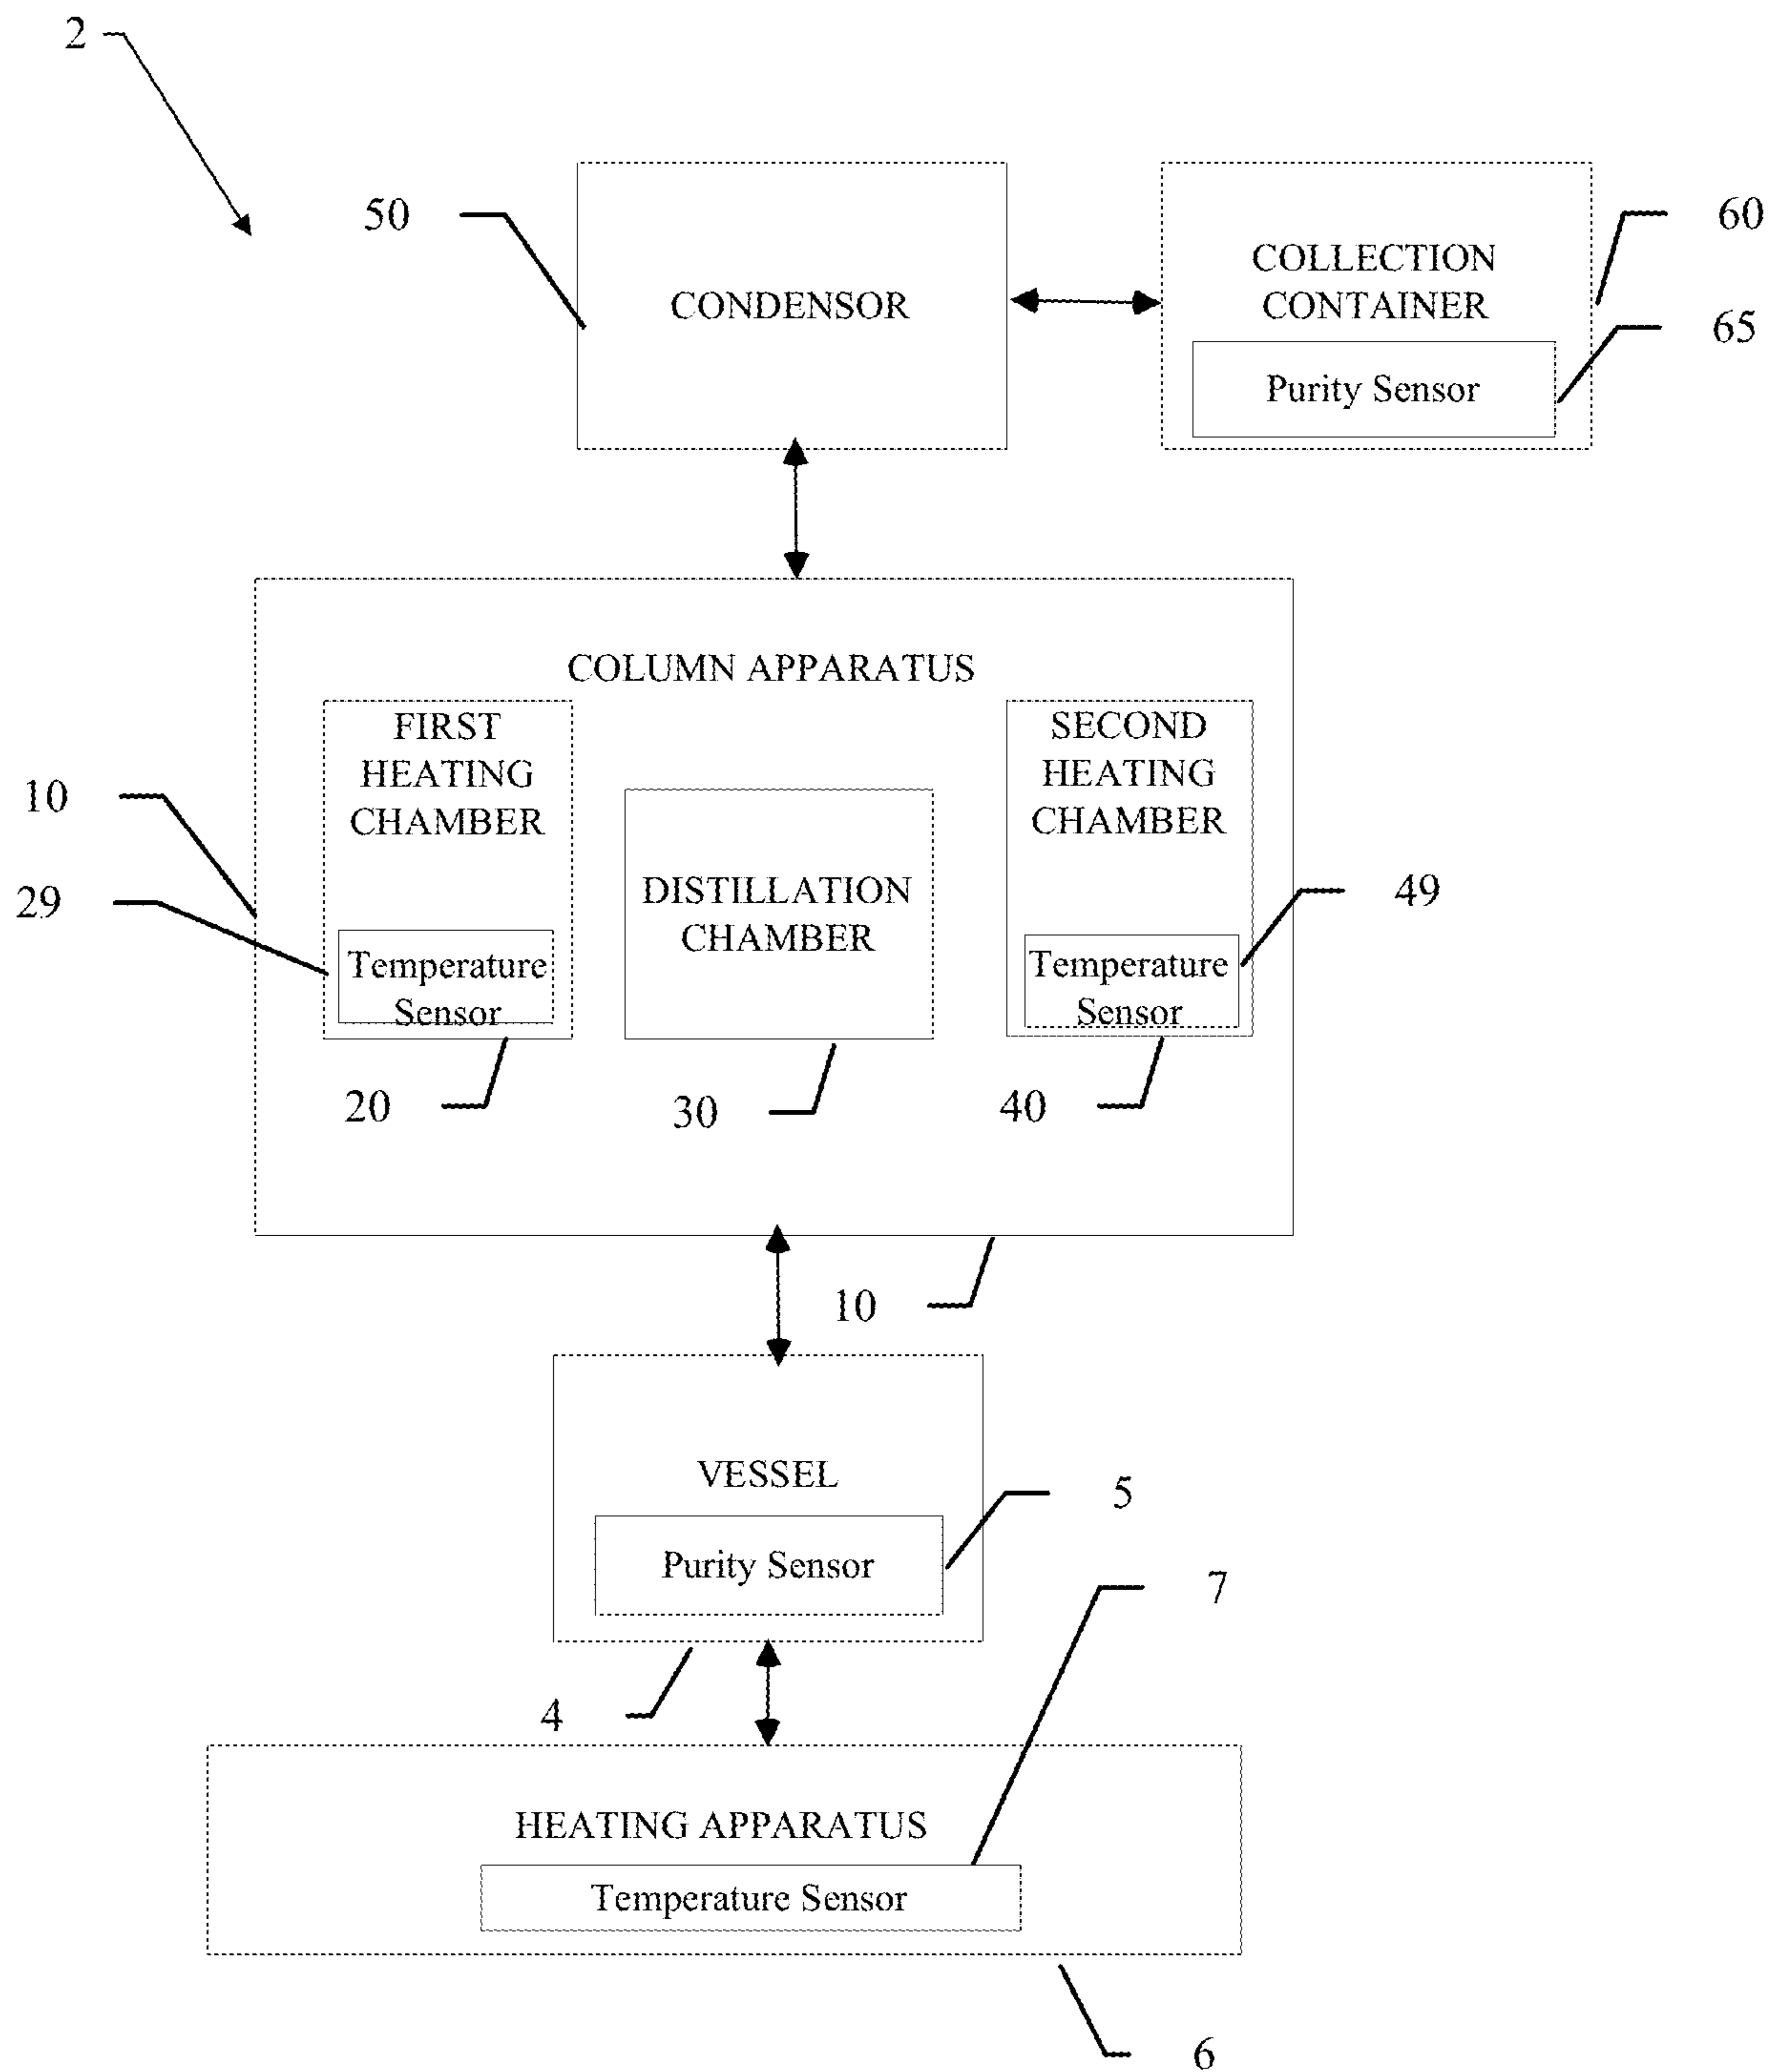 2
50
CONDENSOR
COLLECTION
CONTAINER
Purity Sensor
60
65
COLUMN APPARATUS
FIRST
HEATING
CHAMBER
Temperature
Sensor
DISTILLATION
CHAMBER
SECOND
HEATING
CHAMBER
Temperature
Sensor
10
29
49
20
30
40
10
VESSEL
Purity Sensor
5
7
4
HEATING APPARATUS
Temperature Sensor
6